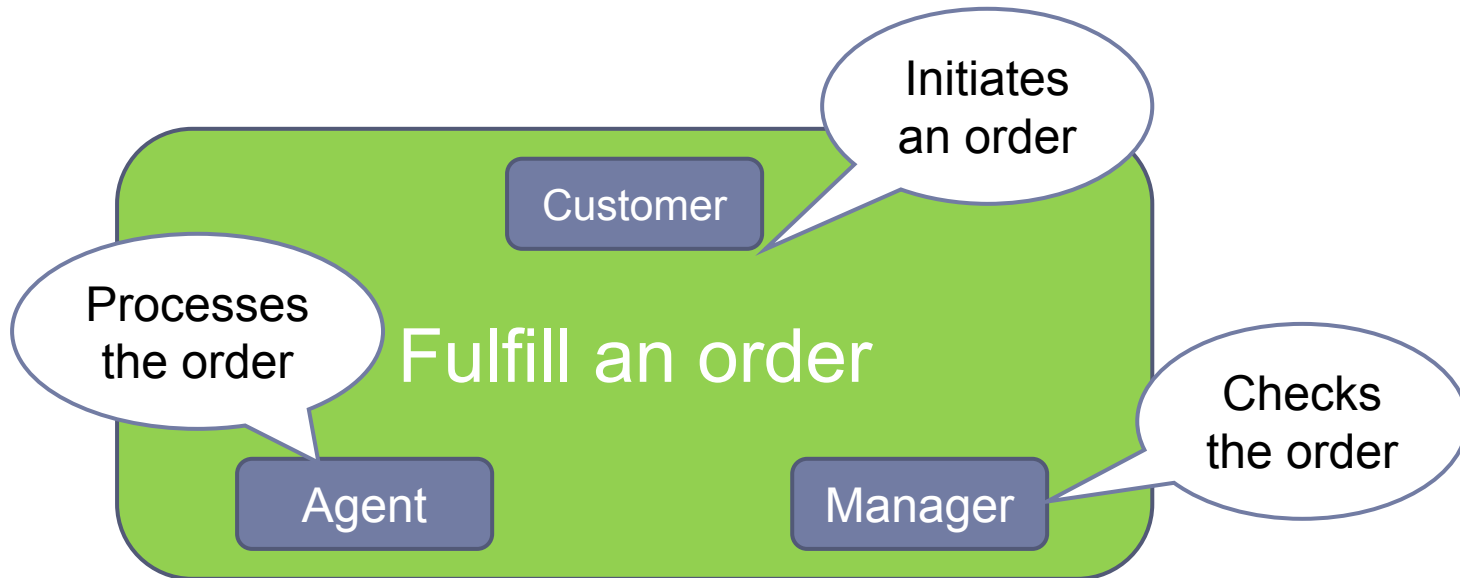 Initiates
an order
Customer
Processes
the order
Fulfill an order
Checks
the order
Agent
Manager